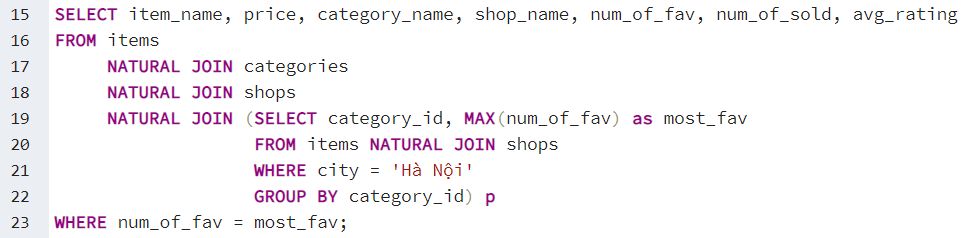 15 SELECT item_name, price, category_name, shop_name, num_of_fav, num_of_sold, avg_rating
16 FROM items
17 NATURAL JOIN categories
18 NATURAL JOIN shops
19 NATURAL JOIN (SELECT category_id, MAX(num_of_fav) as most_fav
20 FROM items NATURAL JOIN shops
21 WHERE city = 'Hà Nội'
22 GROUP BY category_id) p
23 WHERE num_of_fav = most_fav;